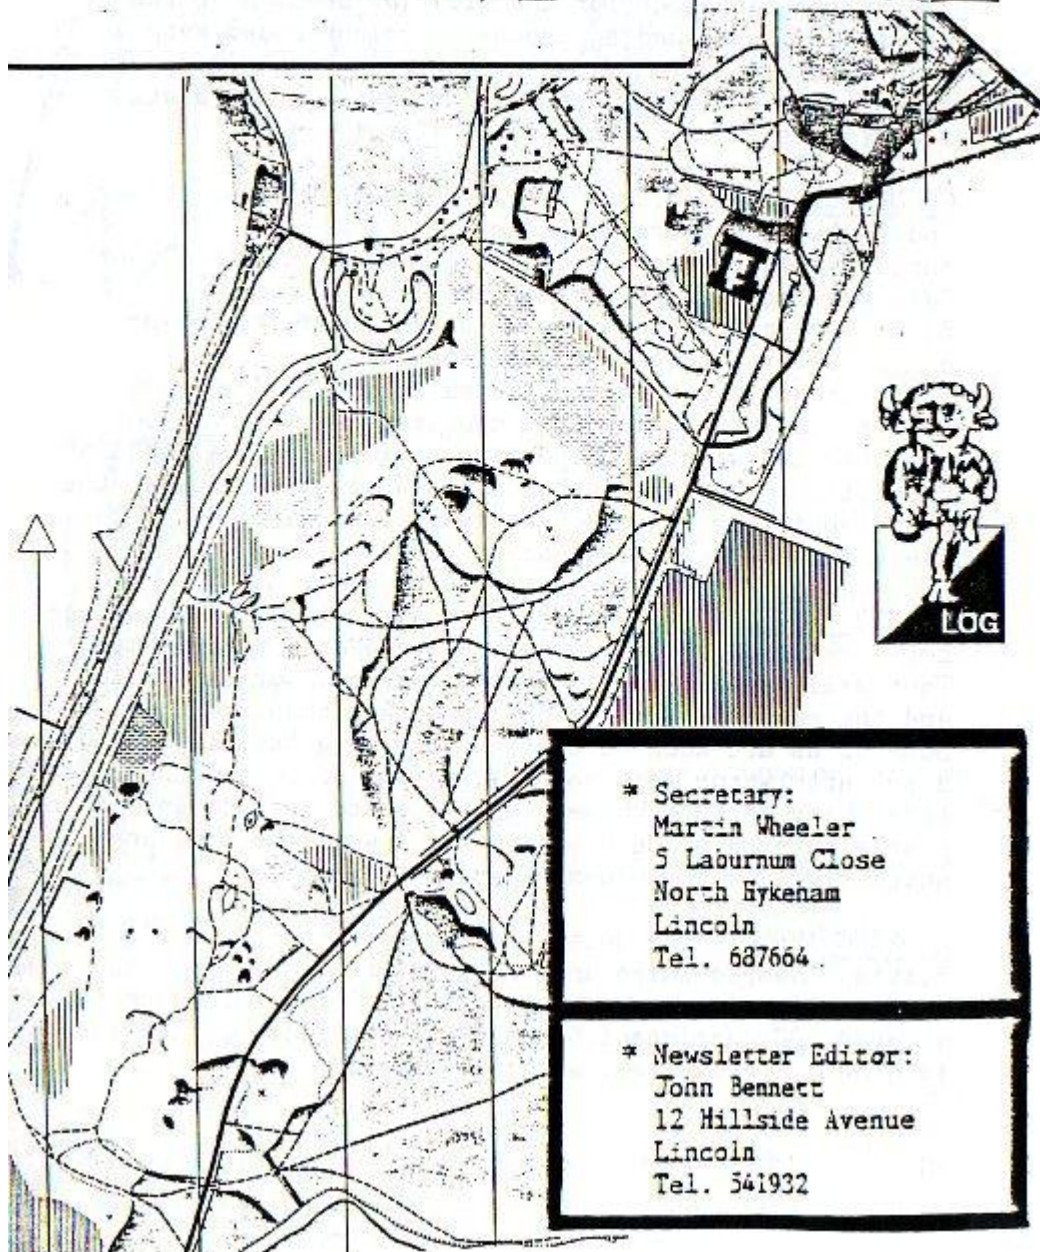 LOG
* Secretary:
Martin Wheeler
5 Laburnum Close
North Hykeham
Lincoln
Tel. 687664
* Newsletter Editor:
John Bennett
12 Hillside Avenue
Lincoln
Tel. 541932